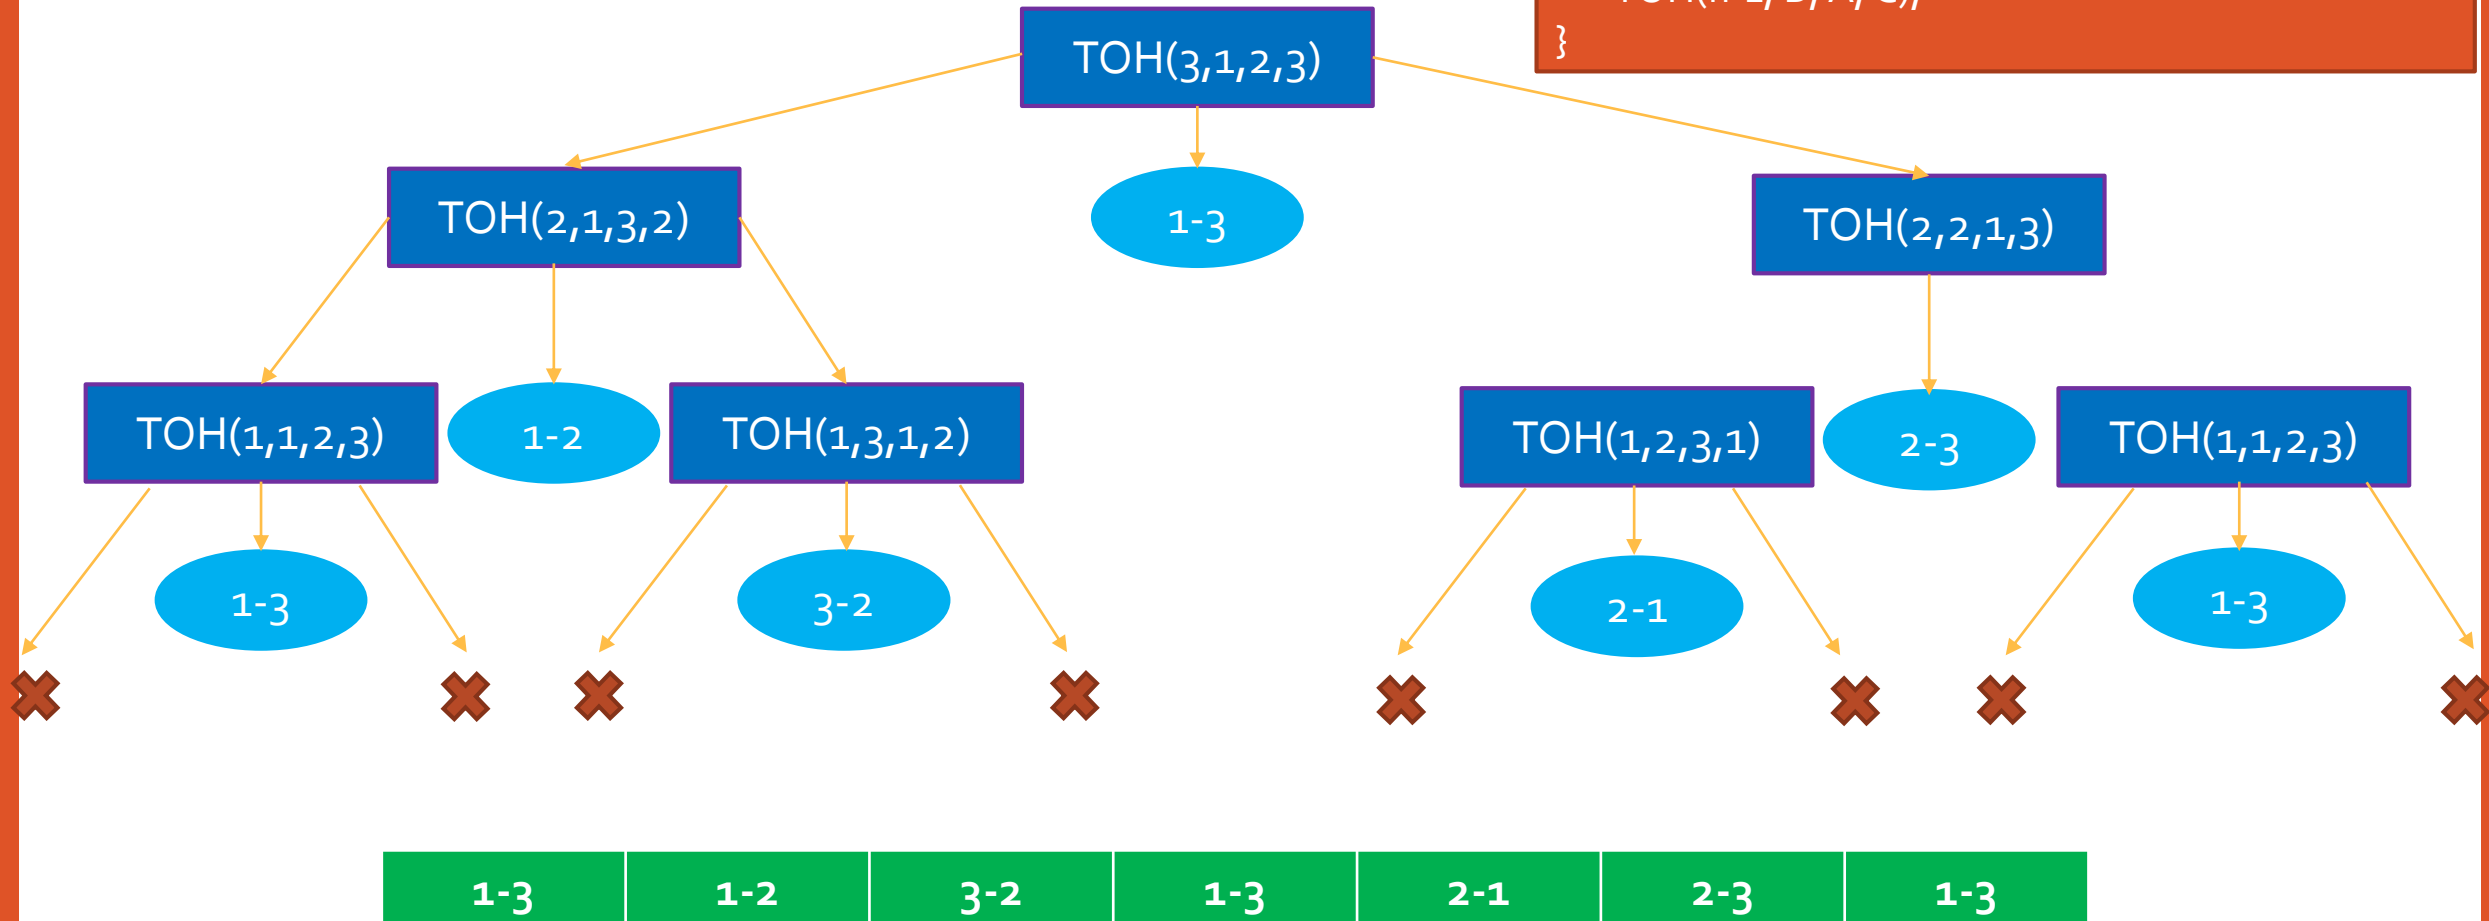 }
TOH(3,1,2,3)
TOH(2,1,3,2)
1-3
TOH(2,2,1,3)
TOH(1,1,2,3)
1-2
TOH(1,3,1,2)
TOH(1,2,3,1)
2-3
TOH(1,1,2,3)
1-3
3-2
2-1
1-3
1-3 1-2 3-2 1-3 2-1 2-3 1-3